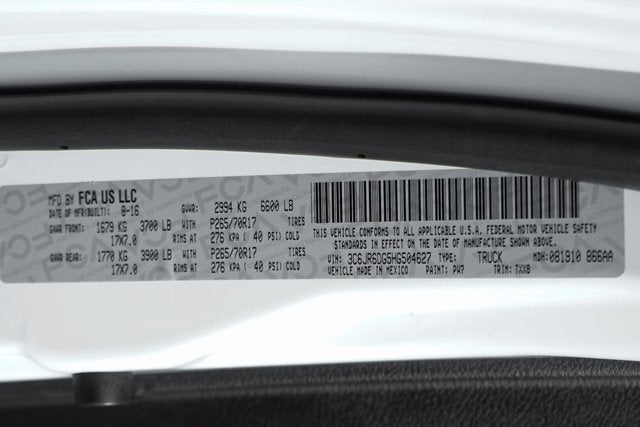 MFD BY FCA US LLC
DATE OF MFR(BUILT): 8-16 GVWR: 2994 KG 6600 LB
GAWR FRONT: 1679 KG 3700 LB P265/70R17 TIRES
17X7.0 RIMS AT 276 KPA ( 40 PSI) COLD
GAWR REAR: 1770 KG 3900 LB P265/70R17 TIRES
17X7.0 RIMS AT 276 KPA ( 40 PSI) COLD
THIS VEHICLE CONFORMS TO ALL APPLICABLE U.S.A. FEDERAL MOTOR VEHICLE SAFETY
STANDARDS IN EFFECT ON THE DATE OF MANUFACTURE SHOWN ABOVE.
VIN: 3C6JR6DG5HG504627 TYPE: TRUCK MDH: 081910 866AA
VEHICLE MADE IN MEXICO PAINT: PW7 TRIM: TXX8